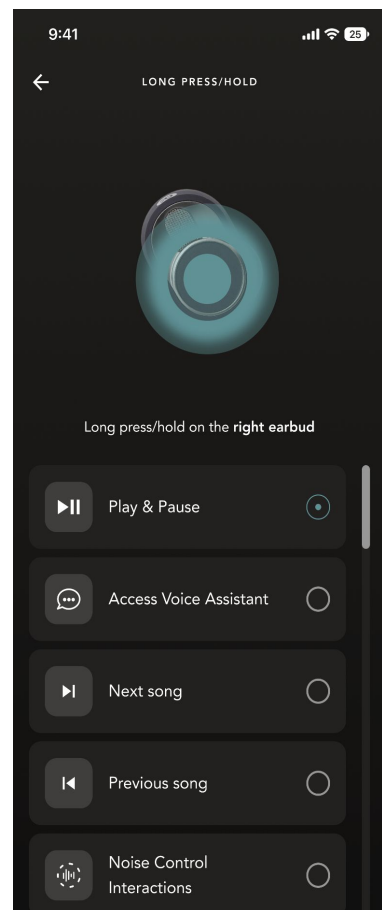 9:41
25
LONG PRESS/HOLD
Long press/hold on the right earbud
Play & Pause
Access Voice Assistant
Next song
Previous song
Noise Control
Interactions